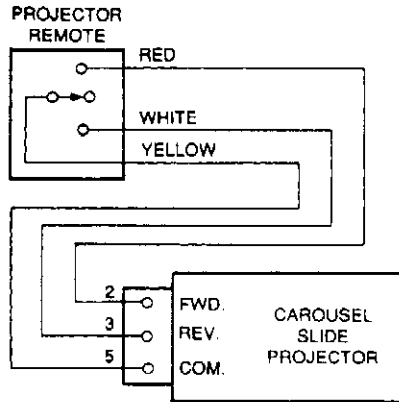 PROJECTOR
REMOTE
RED
WHITE
YELLOW
2 FWD.
3 REV.
5 COM.
CAROUSEL
SLIDE
PROJECTOR